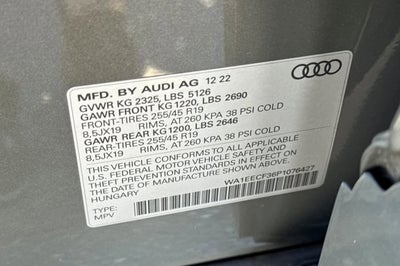 MFD. BY AUDI AG 12 22
GVWR KG 2325, LBS 5126
GAWR FRONT KG 1220, LBS 2690
FRONT-TIRES 255/45 R19
8,5JX19 RIMS, AT 260 KPA 38 PSI COLD
GAWR REAR KG 1200, LBS 2646
REAR-TIRES 255/45 R19
8,5JX19 RIMS, AT 260 KPA 38 PSI COLD
THIS VEHICLE CONFORMS TO ALL APPLICABLE
U.S. FEDERAL MOTOR VEHICLE SAFETY AND
THEFT PREVENTION STANDARDS IN EFFECT
ON THE DATE OF MANUFACTURE SHOWN ABOVE.
HUNGARY
WA1EECF36P1076427
TYPE:
MPV